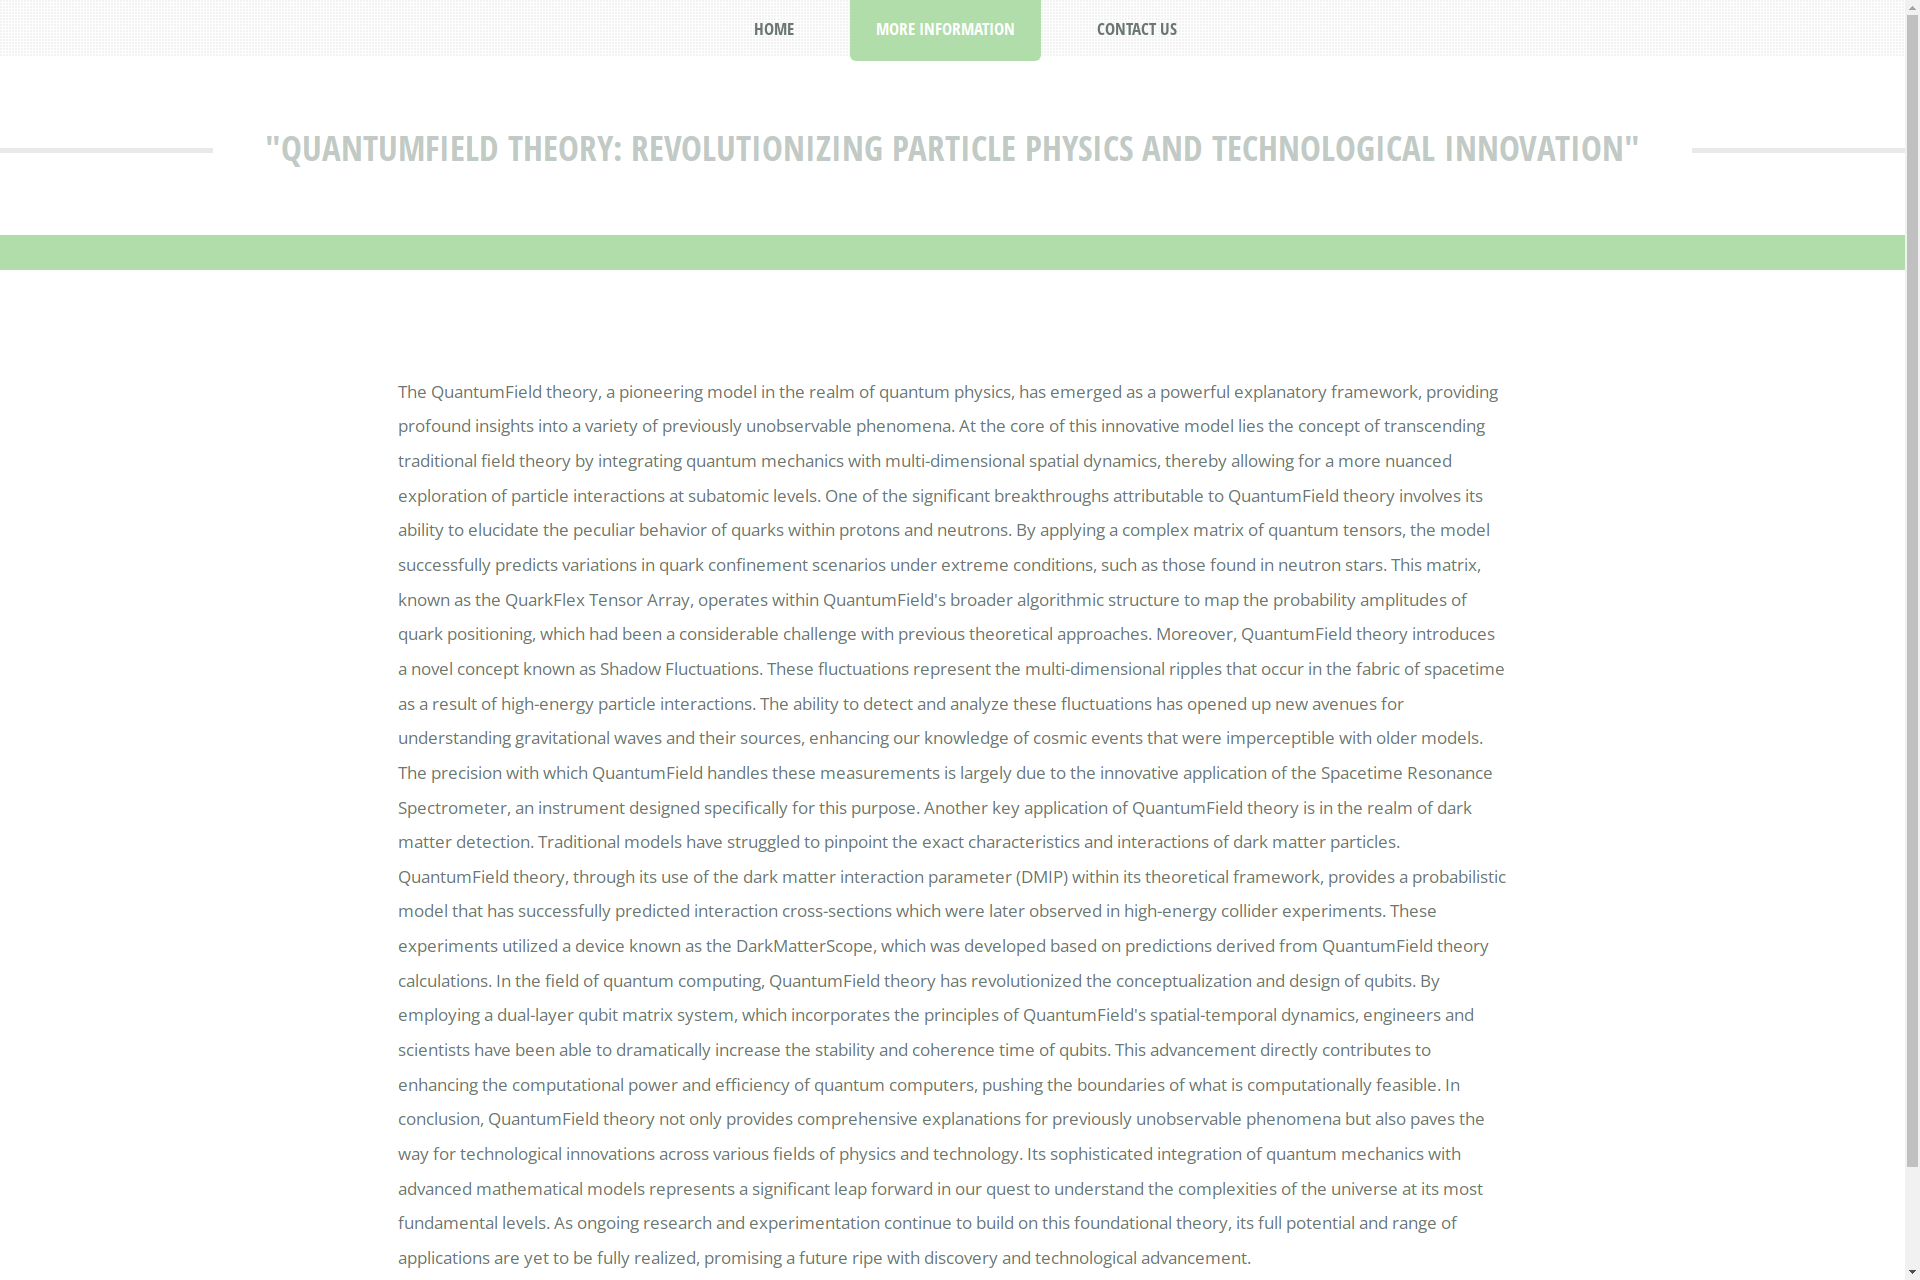 HOME
MORE INFORMATION
CONTACT US
"QUANTUMFIELD THEORY: REVOLUTIONIZING PARTICLE PHYSICS AND TECHNOLOGICAL INNOVATION"
The QuantumField theory, a pioneering model in the realm of quantum physics, has emerged as a powerful explanatory framework, providing
profound insights into a variety of previously unobservable phenomena. At the core of this innovative model lies the concept of transcending
traditional field theory by integrating quantum mechanics with multi-dimensional spatial dynamics, thereby allowing for a more nuanced
exploration of particle interactions at subatomic levels. One of the significant breakthroughs attributable to QuantumField theory involves its
ability to elucidate the peculiar behavior of quarks within protons and neutrons. By applying a complex matrix of quantum tensors, the model
successfully predicts variations in quark confinement scenarios under extreme conditions, such as those found in neutron stars. This matrix,
known as the QuarkFlex Tensor Array, operates within QuantumField's broader algorithmic structure to map the probability amplitudes of
quark positioning, which had been a considerable challenge with previous theoretical approaches. Moreover, QuantumField theory introduces
a novel concept known as Shadow Fluctuations. These fluctuations represent the multi-dimensional ripples that occur in the fabric of spacetime
as a result of high-energy particle interactions. The ability to detect and analyze these fluctuations has opened up new avenues for
understanding gravitational waves and their sources, enhancing our knowledge of cosmic events that were imperceptible with older models.
The precision with which QuantumField handles these measurements is largely due to the innovative application of the Spacetime Resonance
Spectrometer, an instrument designed specifically for this purpose. Another key application of QuantumField theory is in the realm of dark
matter detection. Traditional models have struggled to pinpoint the exact characteristics and interactions of dark matter particles.
QuantumField theory, through its use of the dark matter interaction parameter (DMIP) within its theoretical framework, provides a probabilistic
model that has successfully predicted interaction cross-sections which were later observed in high-energy collider experiments. These
experiments utilized a device known as the DarkMatterScope, which was developed based on predictions derived from QuantumField theory
calculations. In the field of quantum computing, QuantumField theory has revolutionized the conceptualization and design of qubits. By
employing a dual-layer qubit matrix system, which incorporates the principles of QuantumField's spatial-temporal dynamics, engineers and
scientists have been able to dramatically increase the stability and coherence time of qubits. This advancement directly contributes to
enhancing the computational power and efficiency of quantum computers, pushing the boundaries of what is computationally feasible. In
conclusion, QuantumField theory not only provides comprehensive explanations for previously unobservable phenomena but also paves the
way for technological innovations across various fields of physics and technology. Its sophisticated integration of quantum mechanics with
advanced mathematical models represents a significant leap forward in our quest to understand the complexities of the universe at its most
fundamental levels. As ongoing research and experimentation continue to build on this foundational theory, its full potential and range of
applications are yet to be fully realized, promising a future ripe with discovery and technological advancement.